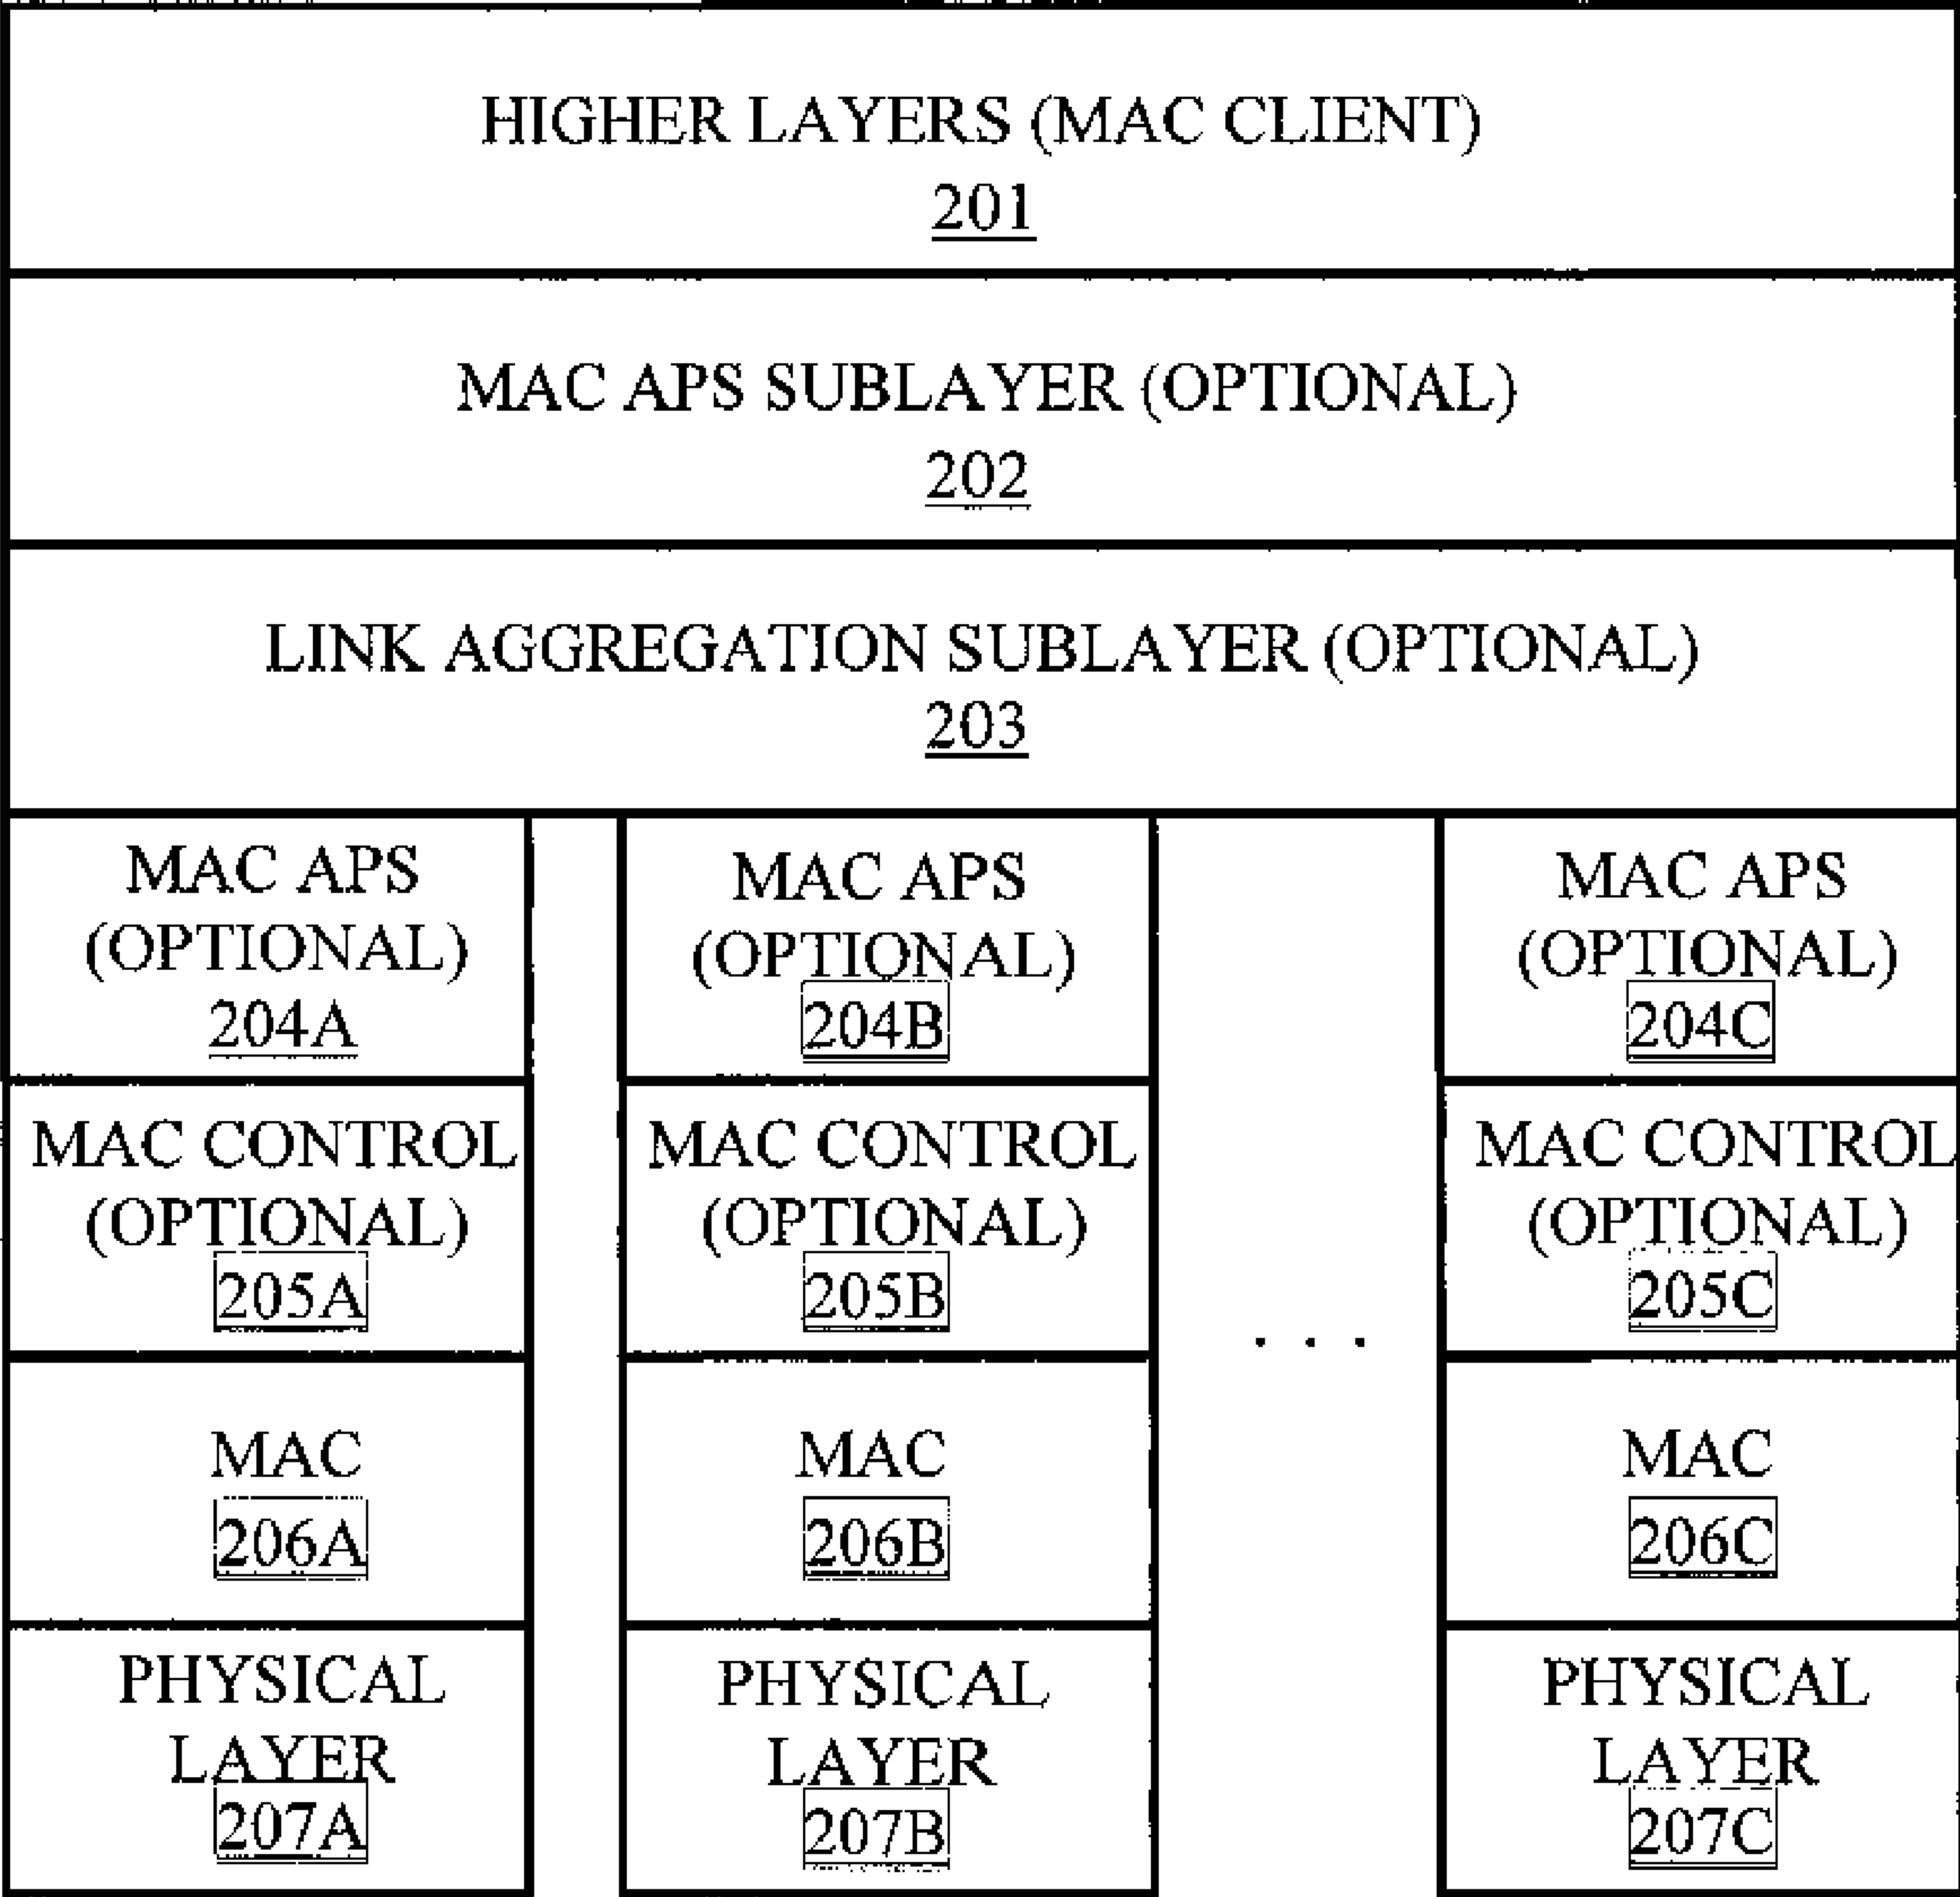 HIGHER LAYERS (MAC CLIENT)
201
MAC APS SUBLAYER (OPTIONAL)
202
LINK AGGREGATION SUBLAYER (OPTIONAL)
203
MAC APS
(OPTIONAL)
204A
MAC APS
(OPTIONAL)
204B
MAC APS
(OPTIONAL)
204C
MAC CONTROL
(OPTIONAL)
205A
MAC CONTROL
(OPTIONAL)
205B
. . .
MAC CONTROL
(OPTIONAL)
205C
MAC
206A
MAC
206B
MAC
206C
PHYSICAL
LAYER
207A
PHYSICAL
LAYER
207B
PHYSICAL
LAYER
207C